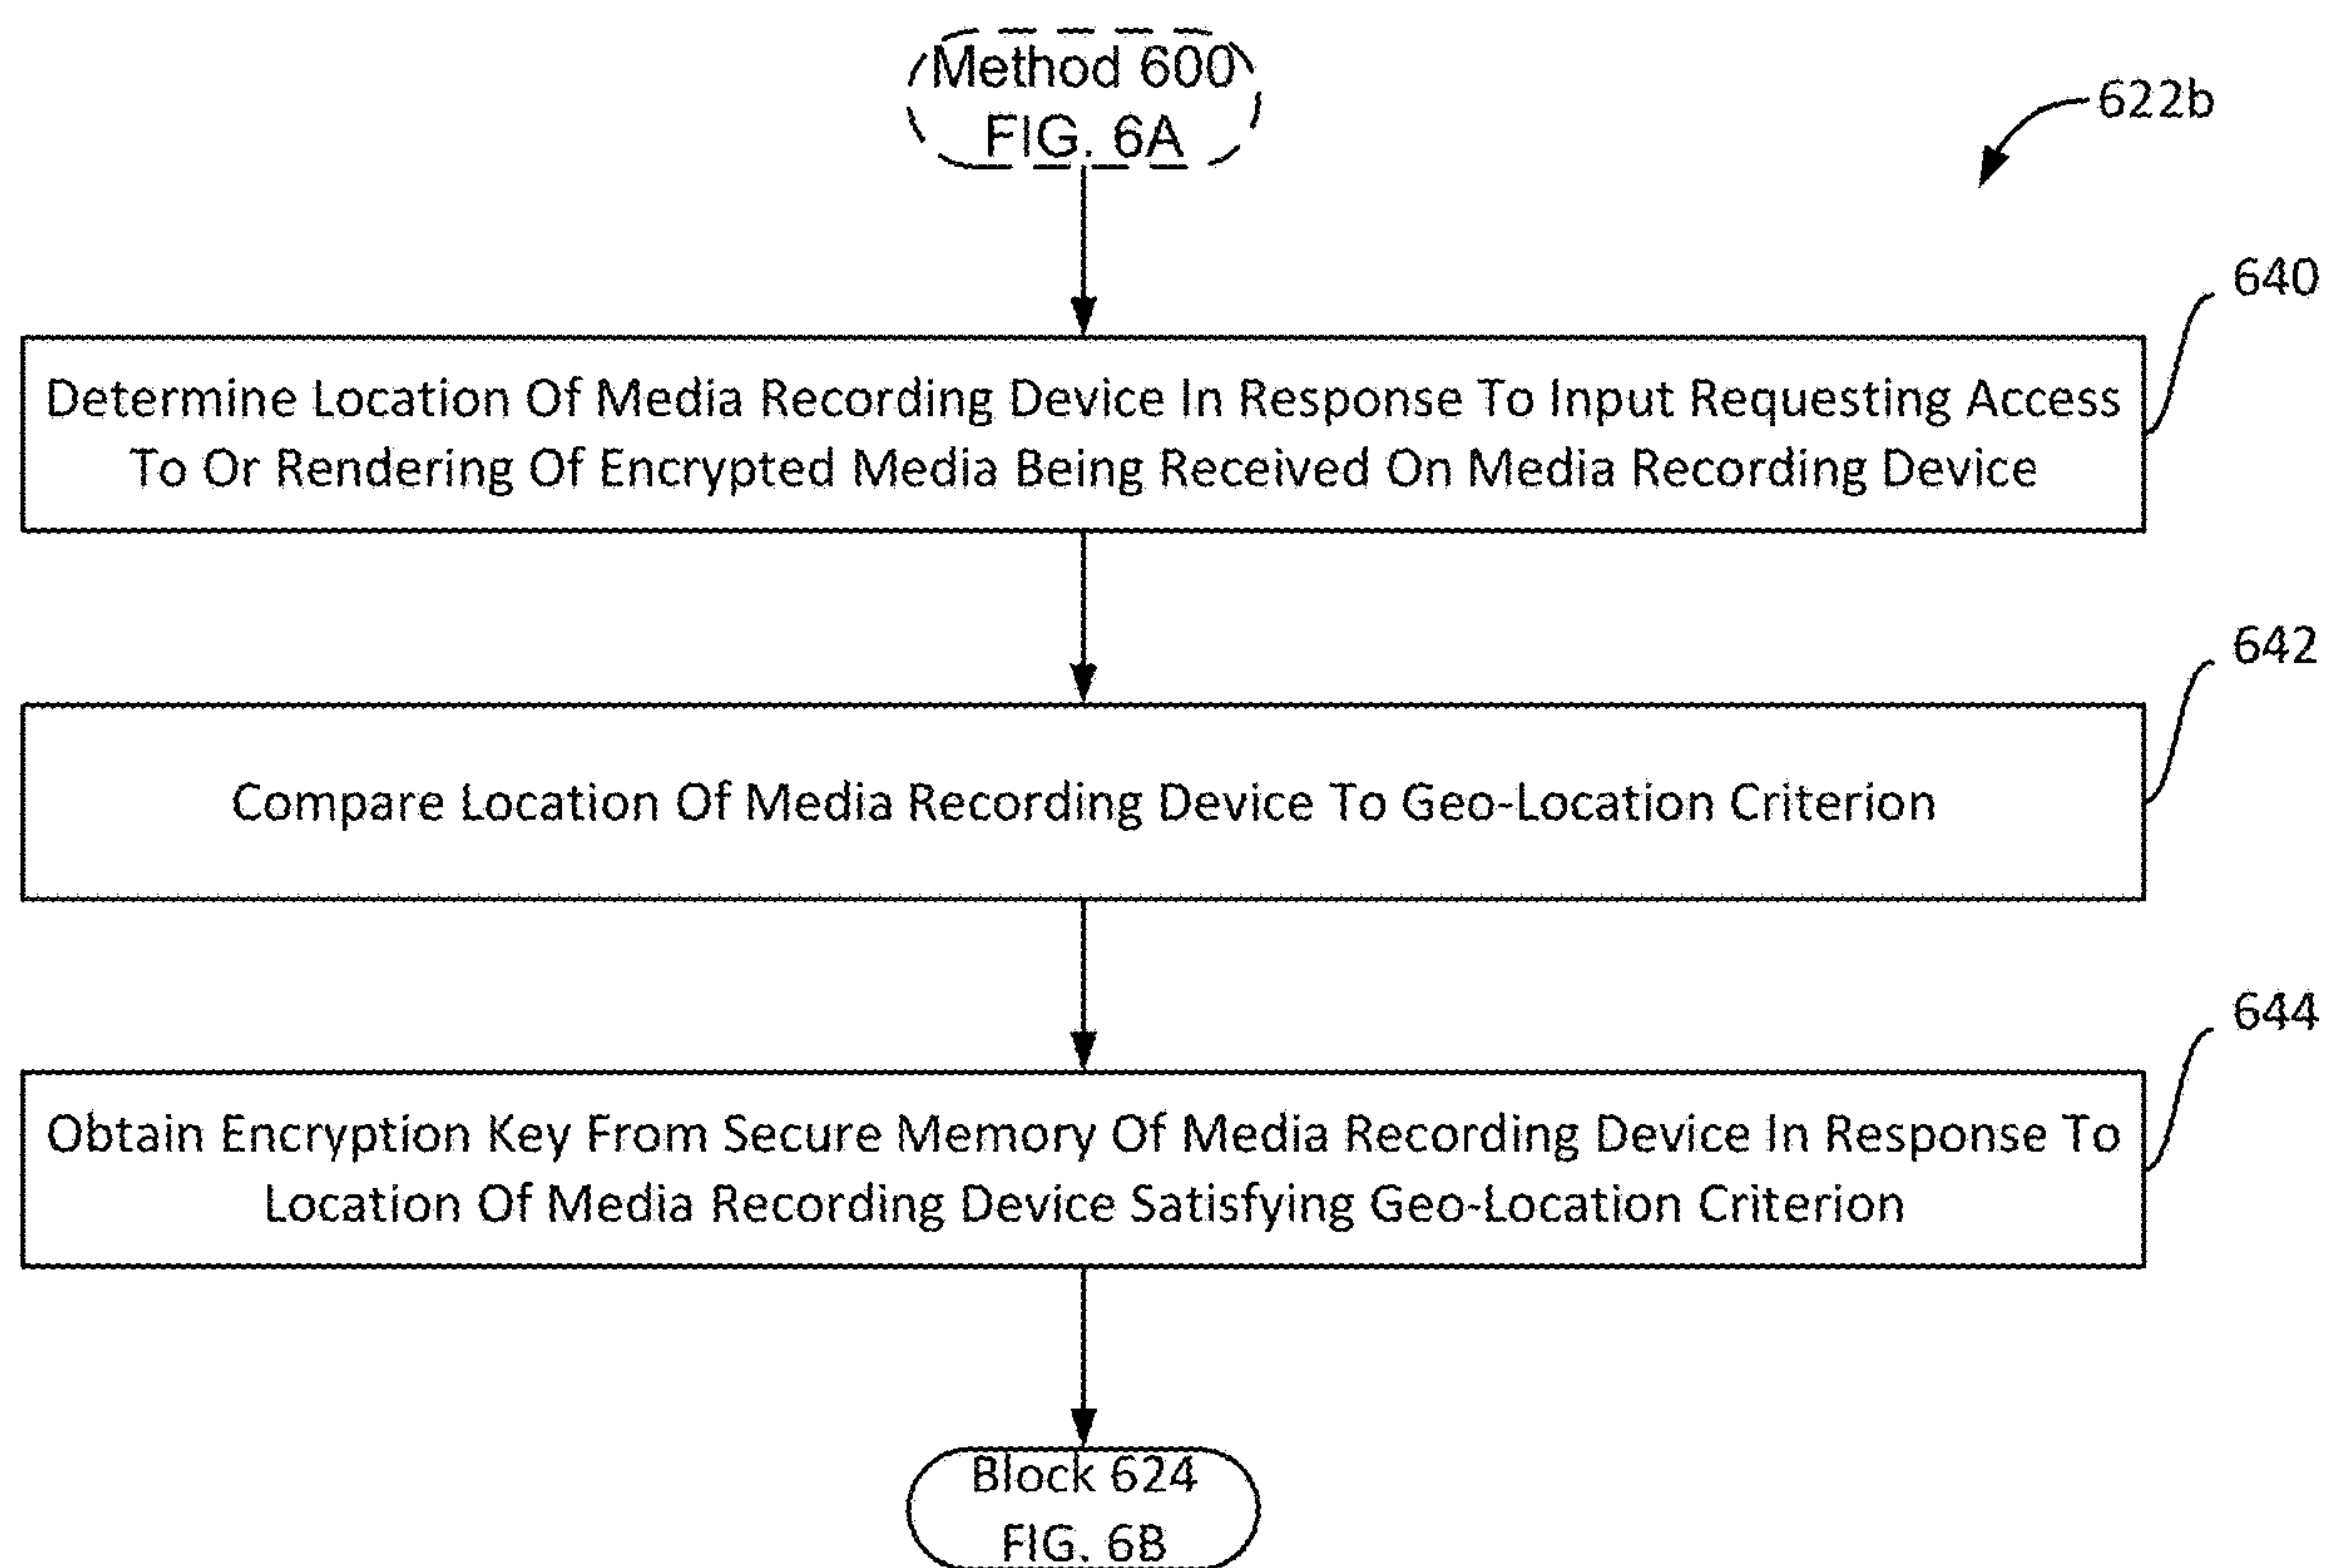 Method 600
FIG. 6A
622b
640
Determine Location Of Media Recording Device In Response To Input Requesting Access
To Or Rendering Of Encrypted Media Being Received On Media Recording Device
642
Compare Location Of Media Recording Device To Geo-Location Criterion
644
Obtain Encryption Key From Secure Memory Of Media Recording Device In Response To
Location Of Media Recording Device Satisfying Geo-Location Criterion
Block 624
FIG. 6B